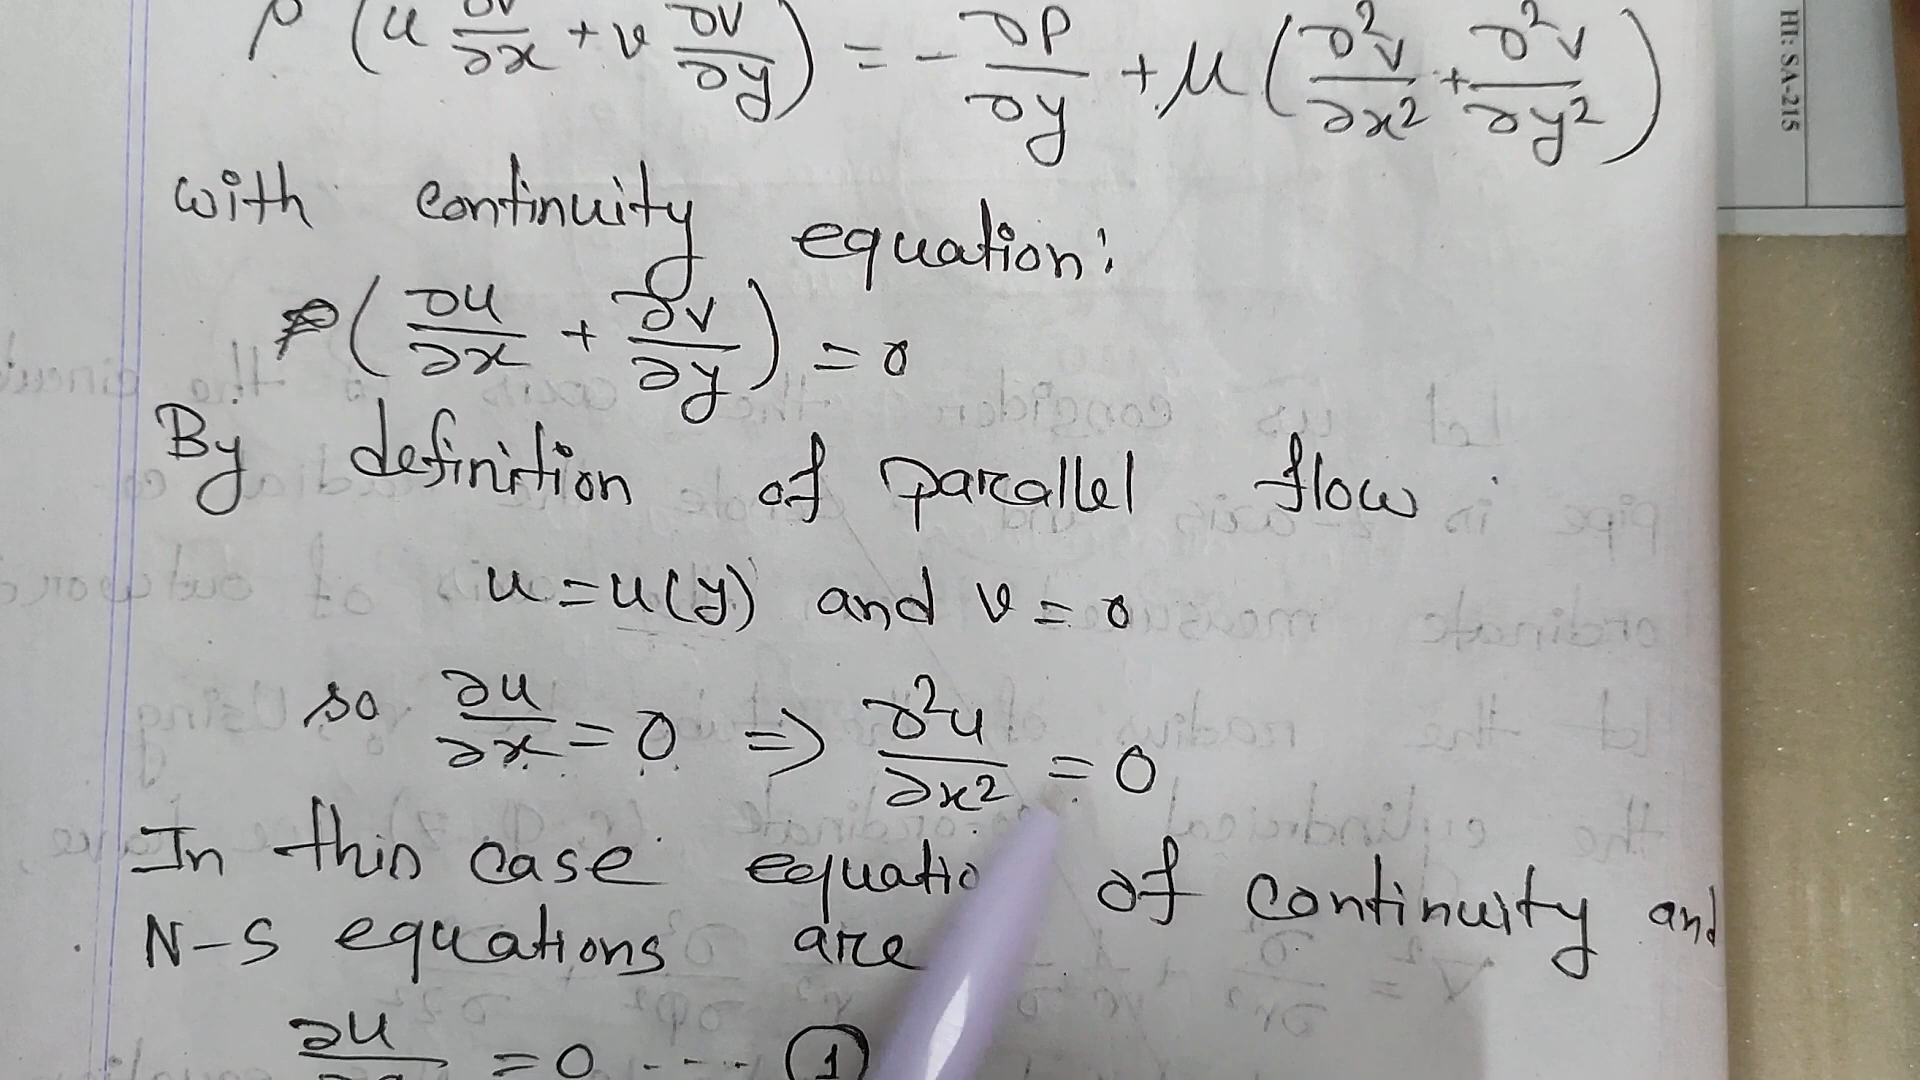 ρ (u ∂v/∂x + v ∂v/∂y) = - ∂P/∂y + μ (∂²v/∂x² + ∂²v/∂y²)
HI: SA-215
with continuity equation:
(∂u/∂x + ∂v/∂y) = 0
By definition of parallel flow
u = u(y) and v = 0
so ∂u/∂x = 0 ⇒ ∂²u/∂x² = 0
In this case equatio of continuity and
N-S equations are
∂u/∂x = 0 ---- ①